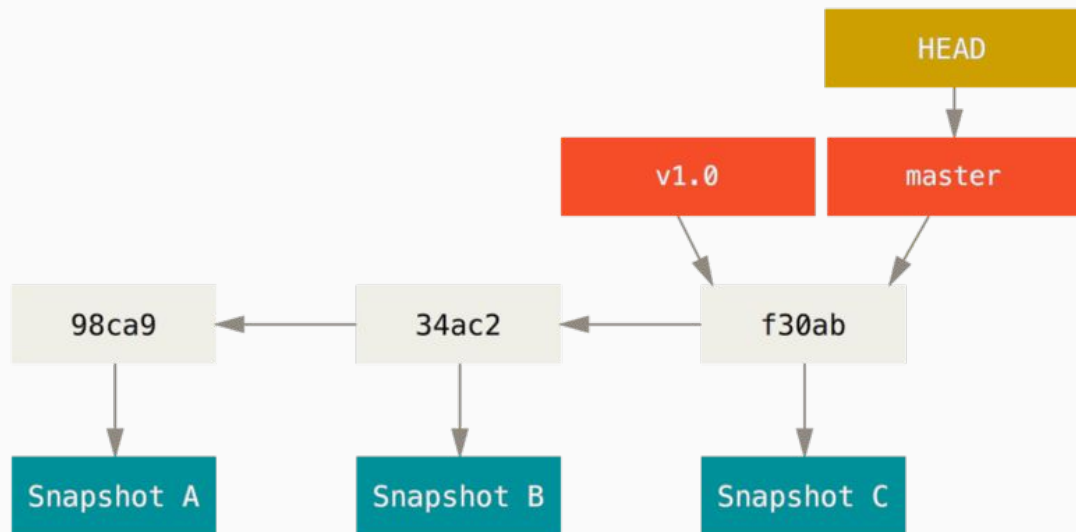 HEAD
v1.0
master
98ca9
34ac2
f30ab
Snapshot A
Snapshot B
Snapshot C